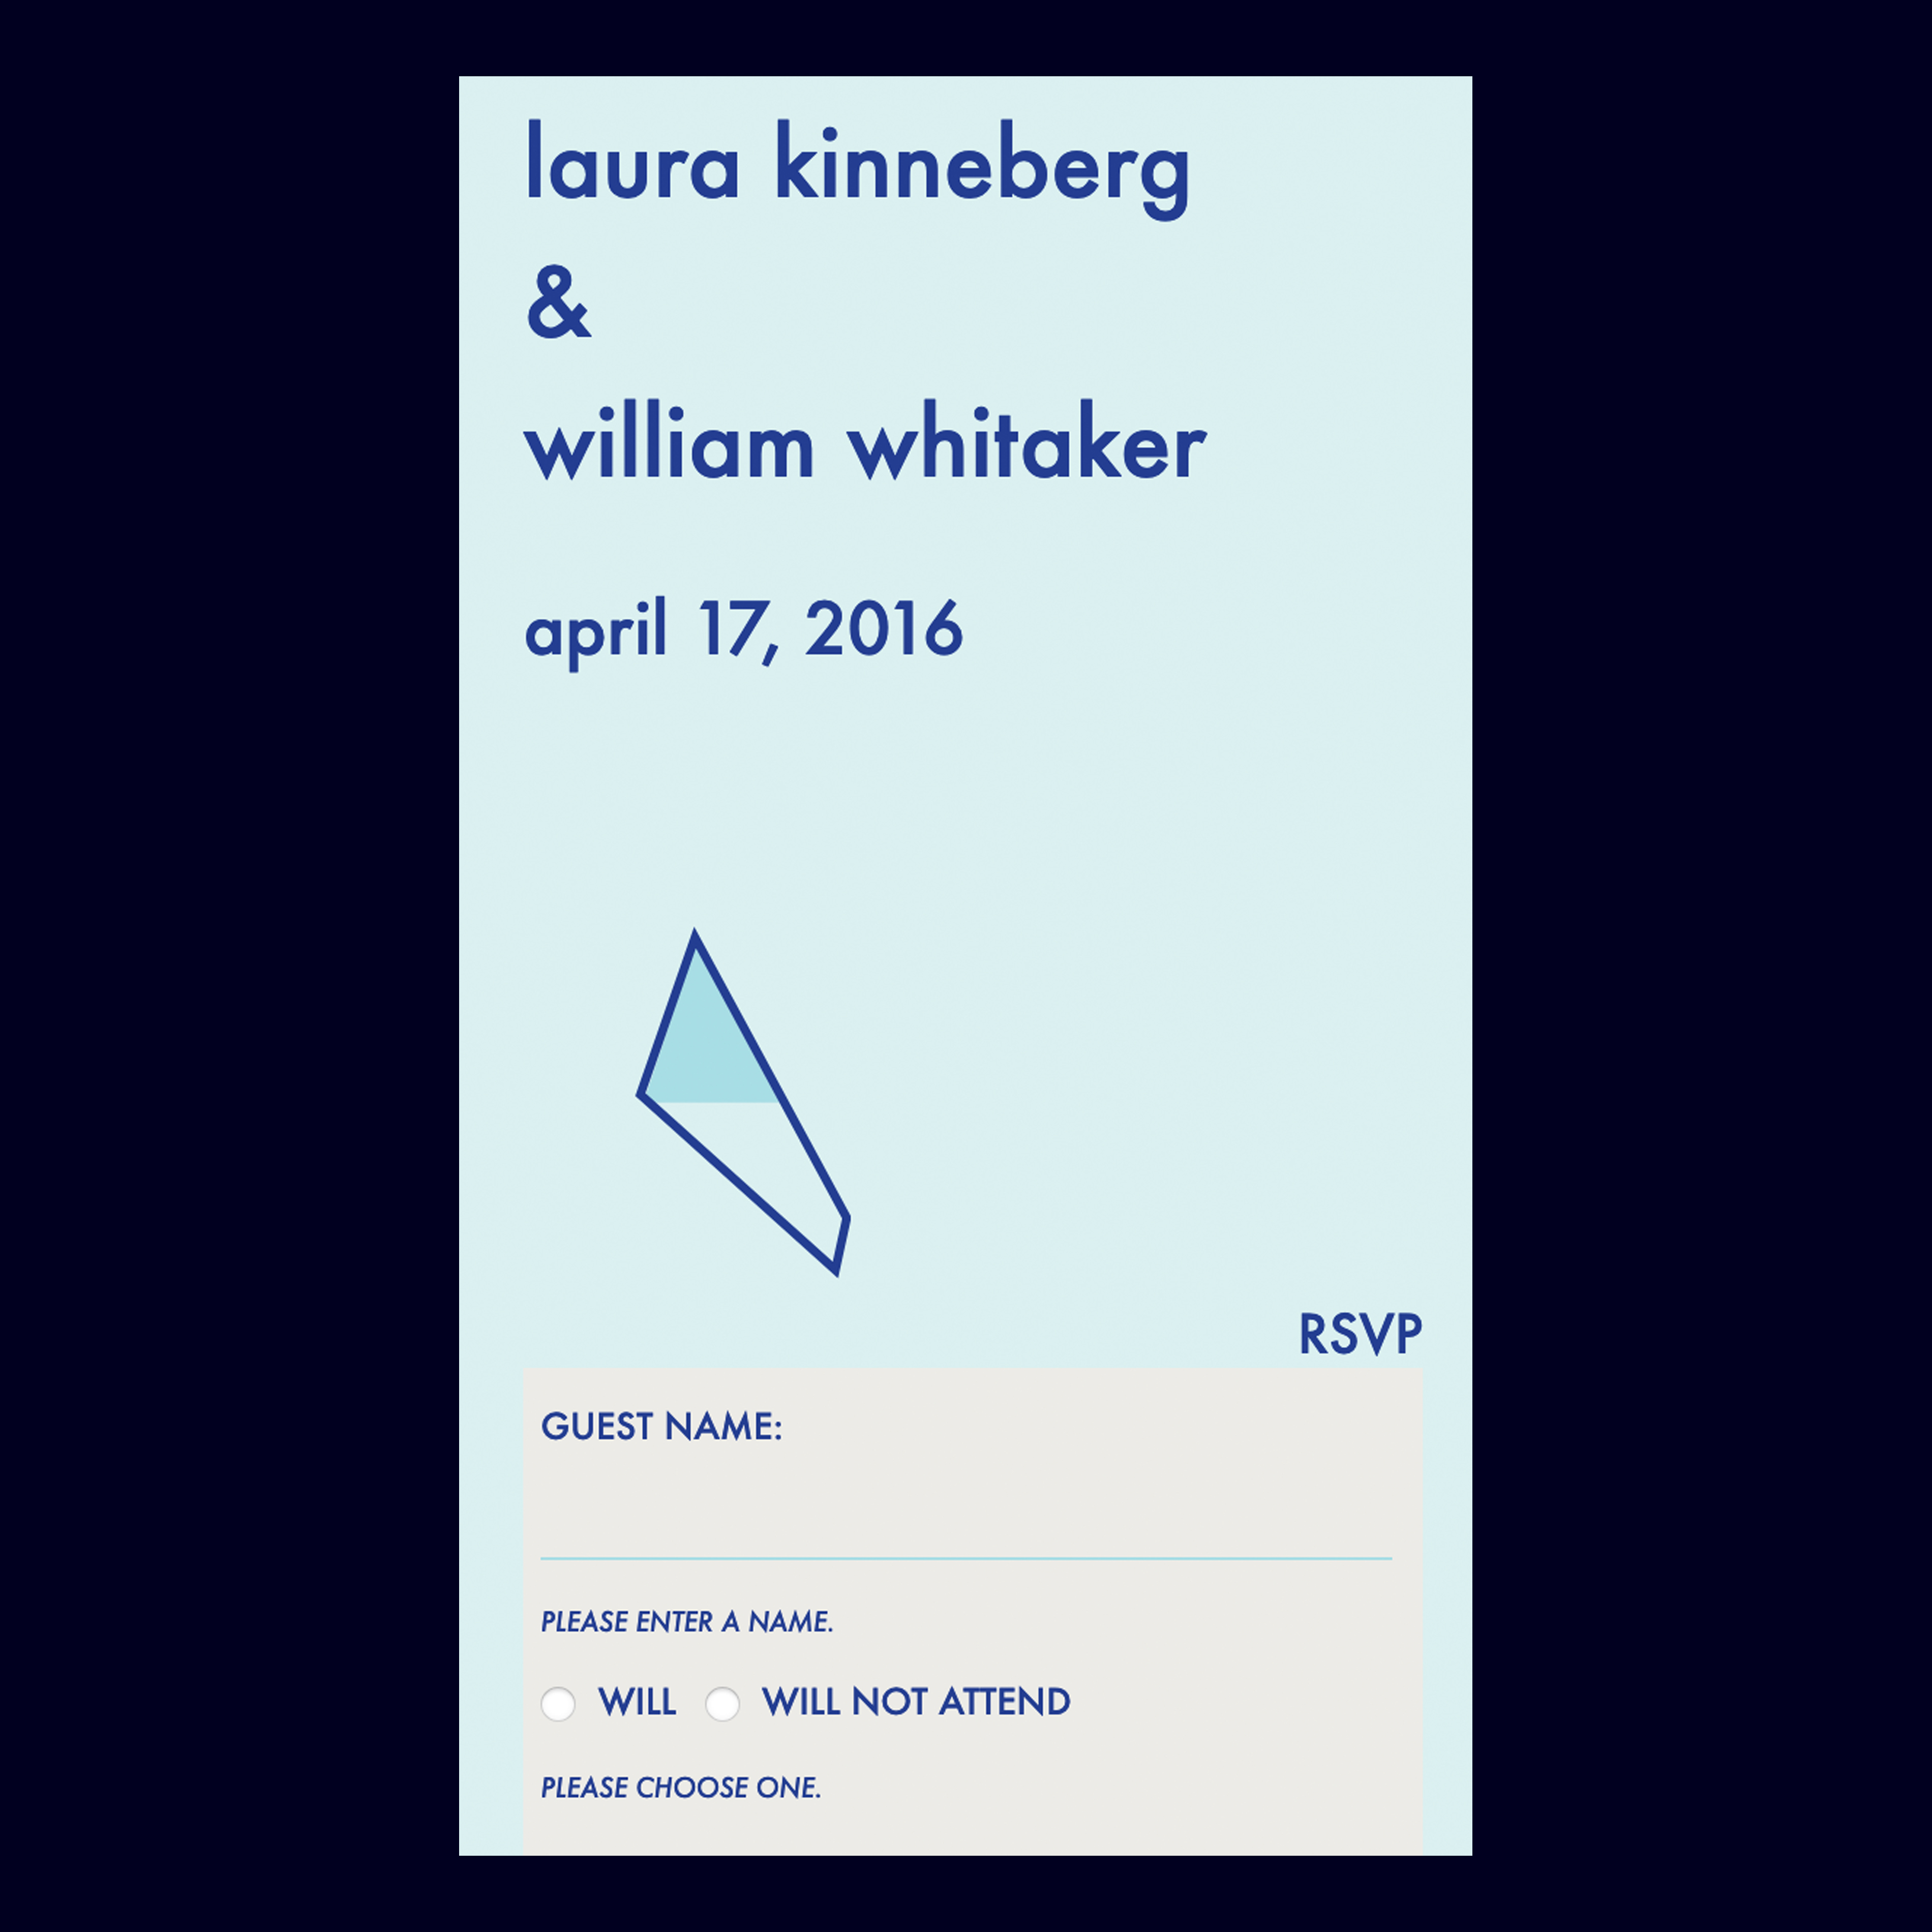 laura kinneberg
&
william whitaker
april 17, 2016
RSVP
GUEST NAME:
PLEASE ENTER A NAME.
WILL WILL NOT ATTEND
PLEASE CHOOSE ONE.